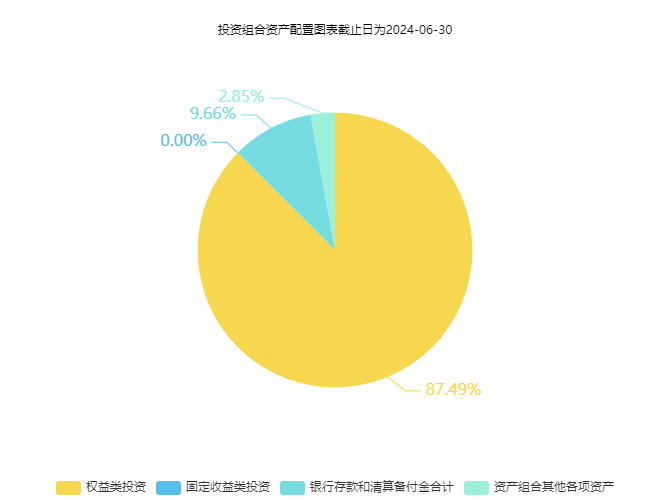 投资组合资产配置图表截止日为2024-06-30
2.85%
9.66%
0.00%
87.49%
权益类投资 固定收益类投资 银行存款和清算备付金合计 资产组合其他各项资产